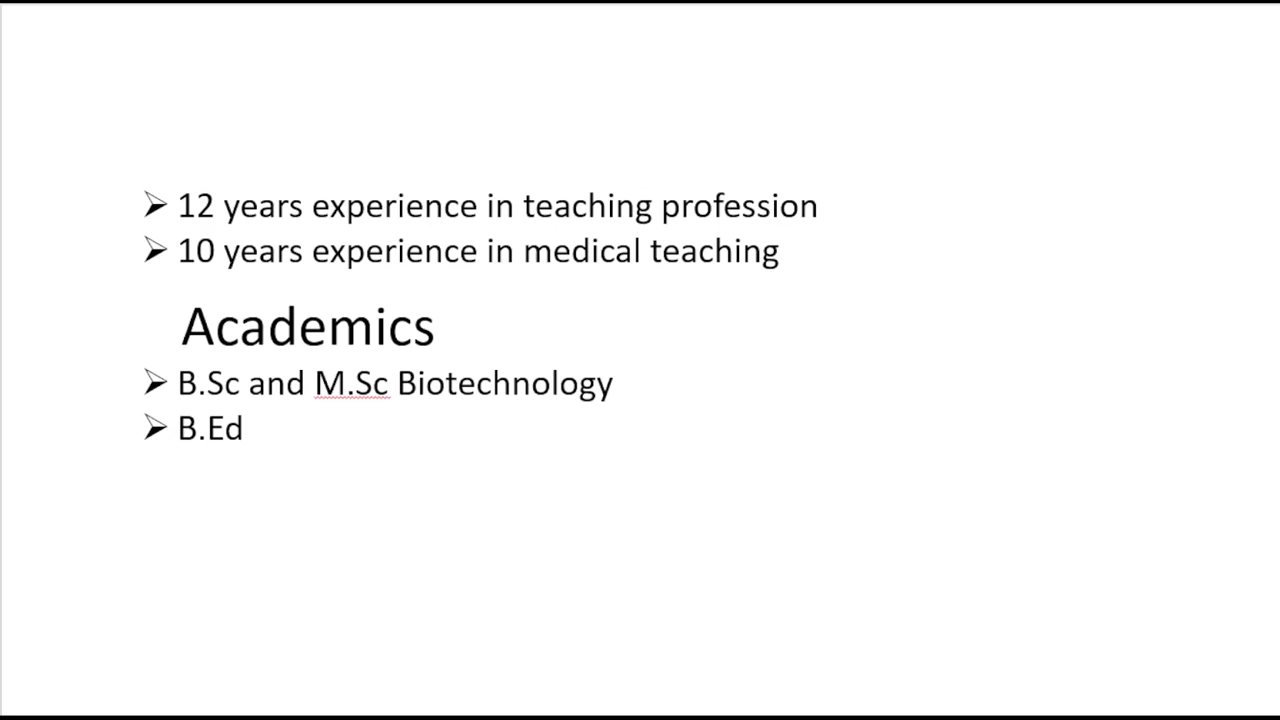 ➢ 12 years experience in teaching profession
➢ 10 years experience in medical teaching
Academics
➢ B.Sc and M.Sc Biotechnology
➢ B.Ed